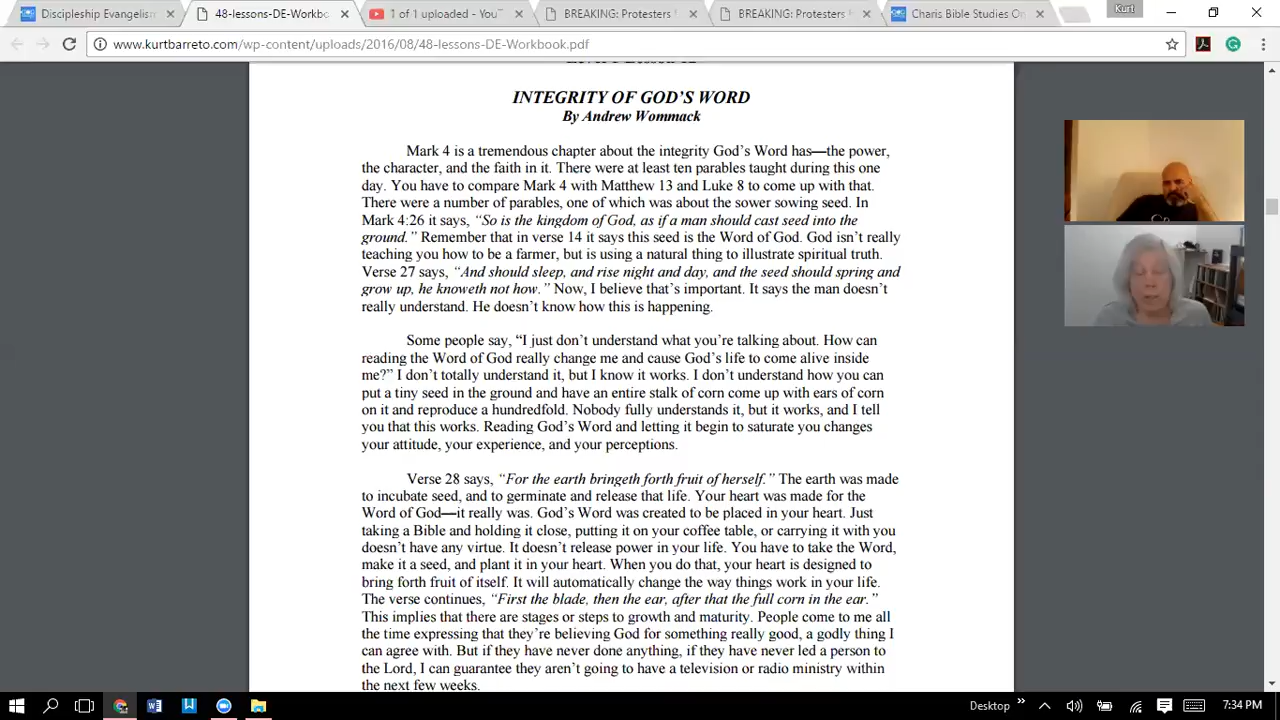 Discipleship Evangelism
48-lessons-DE-Workbo
1 of 1 uploaded - You
BREAKING: Protesters
BREAKING: Protesters
Charis Bible Studies O
Kurt
www.kurtbarreto.com/wp-content/uploads/2016/08/48-lessons-DE-Workbook.pdf
INTEGRITY OF GOD'S WORD
By Andrew Wommack
Mark 4 is a tremendous chapter about the integrity God's Word has—the power,
the character, and the faith in it. There were at least ten parables taught during this one
day. You have to compare Mark 4 with Matthew 13 and Luke 8 to come up with that.
There were a number of parables, one of which was about the sower sowing seed. In
Mark 4:26 it says, "So is the kingdom of God, as if a man should cast seed into the
ground." Remember that in verse 14 it says this seed is the Word of God. God isn't really
teaching you how to be a farmer, but is using a natural thing to illustrate spiritual truth.
Verse 27 says, "And should sleep, and rise night and day, and the seed should spring and
grow up, he knoweth not how." Now, I believe that's important. It says the man doesn't
really understand. He doesn't know how this is happening.
Some people say, "I just don't understand what you're talking about. How can
reading the Word of God really change me and cause God's life to come alive inside
me?" I don't totally understand it, but I know it works. I don't understand how you can
put a tiny seed in the ground and have an entire stalk of corn come up with ears of corn
on it and reproduce a hundredfold. Nobody fully understands it, but it works, and I tell
you that this works. Reading God's Word and letting it begin to saturate you changes
your attitude, your experience, and your perceptions.
Verse 28 says, "For the earth bringeth forth fruit of herself." The earth was made
to incubate seed, and to germinate and release that life. Your heart was made for the
Word of God—it really was. God's Word was created to be placed in your heart. Just
taking a Bible and holding it close, putting it on your coffee table, or carrying it with you
doesn't have any virtue. It doesn't release power in your life. You have to take the Word,
make it a seed, and plant it in your heart. When you do that, your heart is designed to
bring forth fruit of itself. It will automatically change the way things work in your life.
The verse continues, "First the blade, then the ear, after that the full corn in the ear."
This implies that there are stages or steps to growth and maturity. People come to me all
the time expressing that they're believing God for something really good, a godly thing I
can agree with. But if they have never done anything, if they have never led a person to
the Lord, I can guarantee they aren't going to have a television or radio ministry within
the next few weeks.
Desktop
7:34 PM